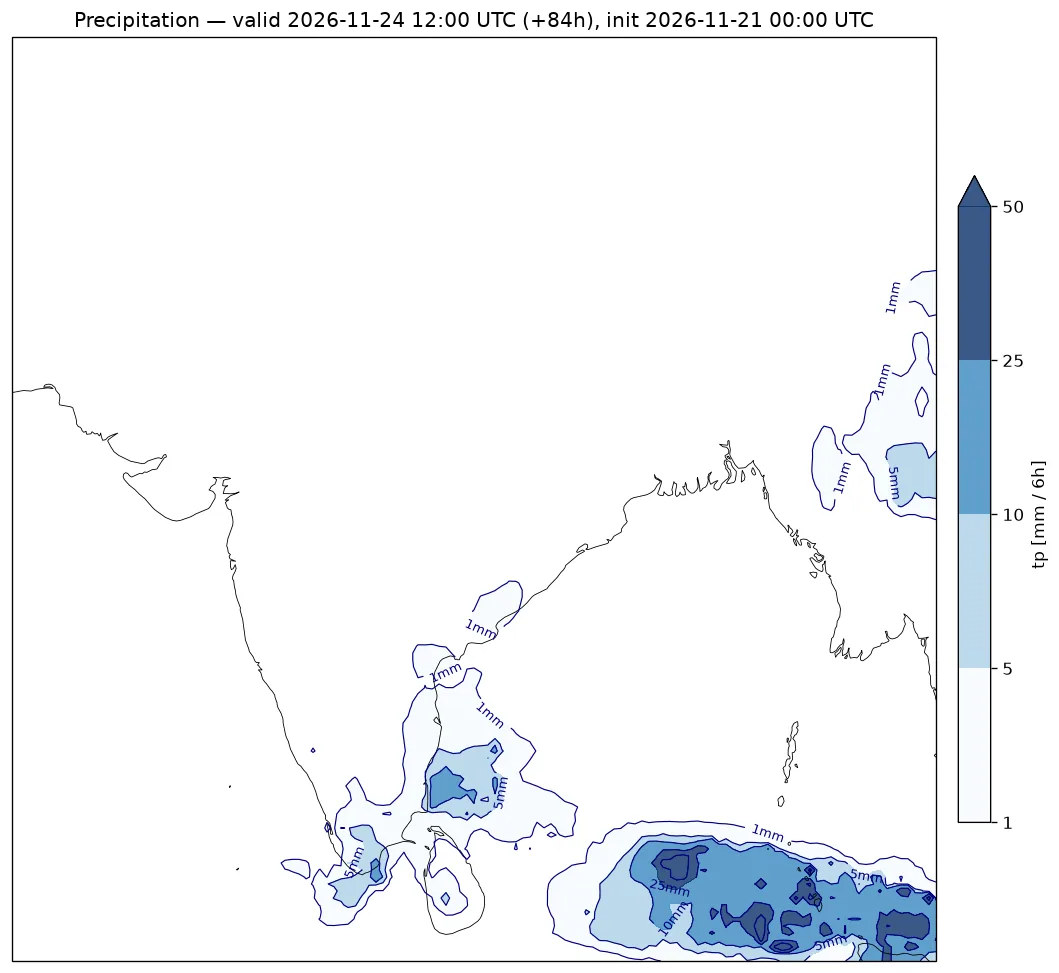 Precipitation — valid 2026-11-24 12:00 UTC (+84h), init 2026-11-21 00:00 UTC
50
25
10
5
1
tp [mm / 6h]
1mm
1mm
1mm
5mm
1mm
1mm
1mm
5mm
5mm
1mm
5mm
25mm
10mm
5mm